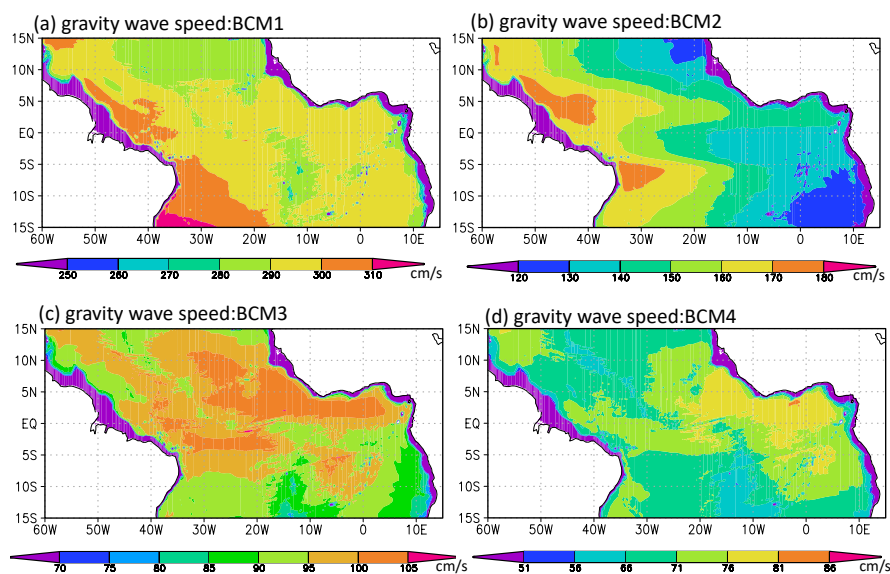 (a) gravity wave speed:BCM1
15N
10N
5N
EQ
5S
10S
15S
60W 50W 40W 30W 20W 10W 0 10E
250 260 270 280 290 300 310 cm/s
(b) gravity wave speed:BCM2
15N
10N
5N
EQ
5S
10S
15S
60W 50W 40W 30W 20W 10W 0 10E
120 130 140 150 160 170 180 cm/s
(c) gravity wave speed:BCM3
15N
10N
5N
EQ
5S
10S
15S
60W 50W 40W 30W 20W 10W 0 10E
70 75 80 85 90 95 100 105 cm/s
(d) gravity wave speed:BCM4
15N
10N
5N
EQ
5S
10S
15S
60W 50W 40W 30W 20W 10W 0 10E
51 56 66 71 76 81 86 cm/s